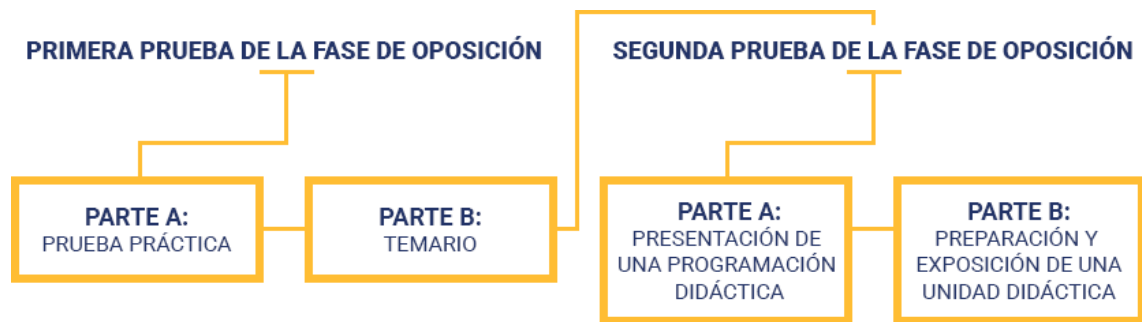 PRIMERA PRUEBA DE LA FASE DE OPOSICIÓN
SEGUNDA PRUEBA DE LA FASE DE OPOSICIÓN
PARTE A:
PRUEBA PRÁCTICA
PARTE B:
TEMARIO
PARTE A:
PRESENTACIÓN DE
UNA PROGRAMACIÓN
DIDÁCTICA
PARTE B:
PREPARACIÓN Y
EXPOSICIÓN DE UNA
UNIDAD DIDÁCTICA